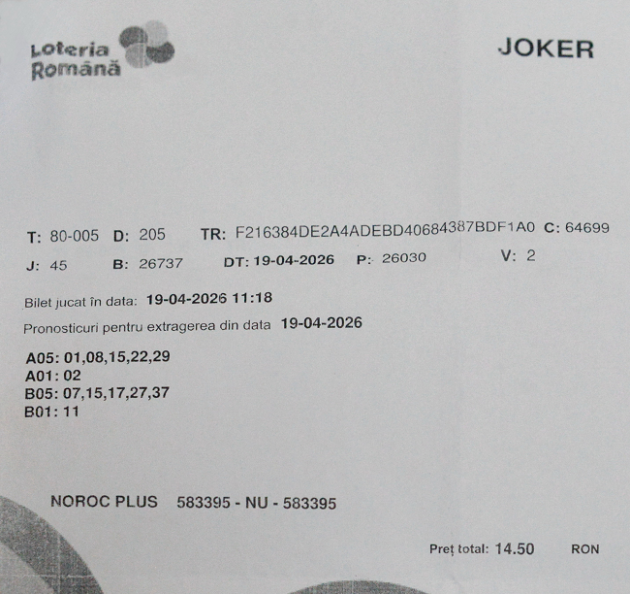 Loteria
Română
JOKER
T: 80-005 D: 205 TR: F216384DE2A4ADEBD40684387BDF1A0 C: 64699
J: 45 B: 26737 DT: 19-04-2026 P: 26030 V: 2
Bilet jucat în data: 19-04-2026 11:18
Pronosticuri pentru extragerea din data 19-04-2026
A05: 01,08,15,22,29
A01: 02
B05: 07,15,17,27,37
B01: 11
NOROC PLUS 583395 - NU - 583395
Preț total: 14.50 RON